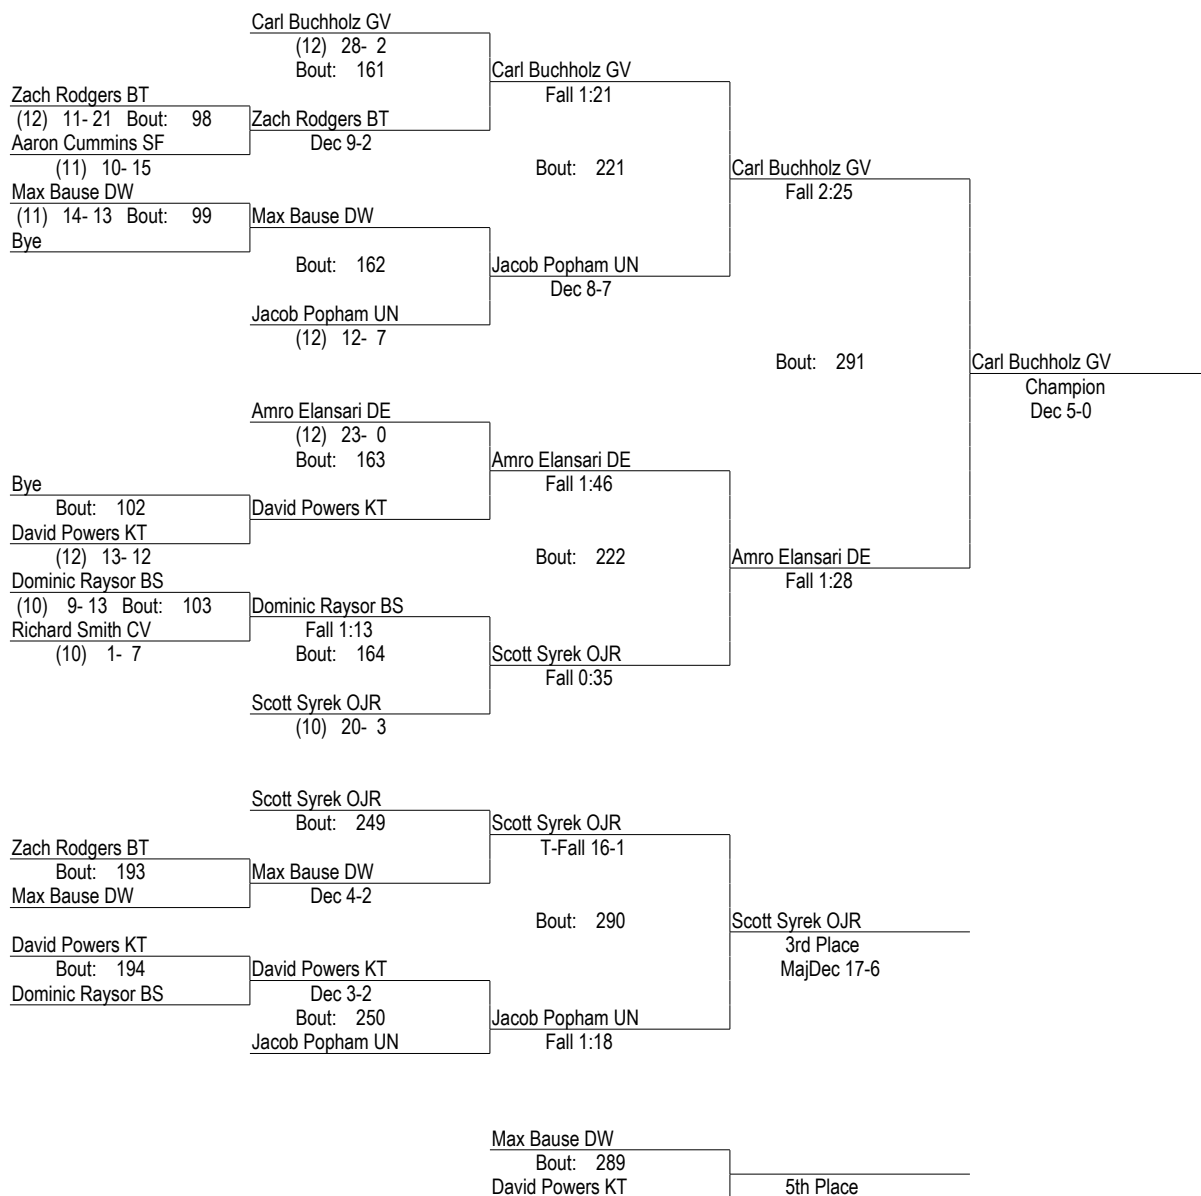 Carl Buchholz GV
(12) 28- 2
Bout: 161
Carl Buchholz GV
Fall 1:21
Zach Rodgers BT
(12) 11- 21 Bout: 98
Zach Rodgers BT
Dec 9-2
Aaron Cummins SF
(11) 10- 15
Bout: 221
Carl Buchholz GV
Fall 2:25
Max Bause DW
(11) 14- 13 Bout: 99
Max Bause DW
Bye
Bout: 162
Jacob Popham UN
Dec 8-7
Jacob Popham UN
(12) 12- 7
Bout: 291
Carl Buchholz GV
Champion
Dec 5-0
Amro Elansari DE
(12) 23- 0
Bout: 163
Amro Elansari DE
Fall 1:46
Bye
Bout: 102
David Powers KT
David Powers KT
(12) 13- 12
Bout: 222
Amro Elansari DE
Fall 1:28
Dominic Raysor BS
(10) 9- 13 Bout: 103
Dominic Raysor BS
Fall 1:13
Richard Smith CV
(10) 1- 7
Bout: 164
Scott Syrek OJR
Fall 0:35
Scott Syrek OJR
(10) 20- 3
Scott Syrek OJR
Bout: 249
Scott Syrek OJR
T-Fall 16-1
Zach Rodgers BT
Bout: 193
Max Bause DW
Max Bause DW
Dec 4-2
Bout: 290
Scott Syrek OJR
3rd Place
MajDec 17-6
David Powers KT
Bout: 194
David Powers KT
Dominic Raysor BS
Dec 3-2
Bout: 250
Jacob Popham UN
Fall 1:18
Jacob Popham UN
Max Bause DW
Bout: 289
David Powers KT
5th Place